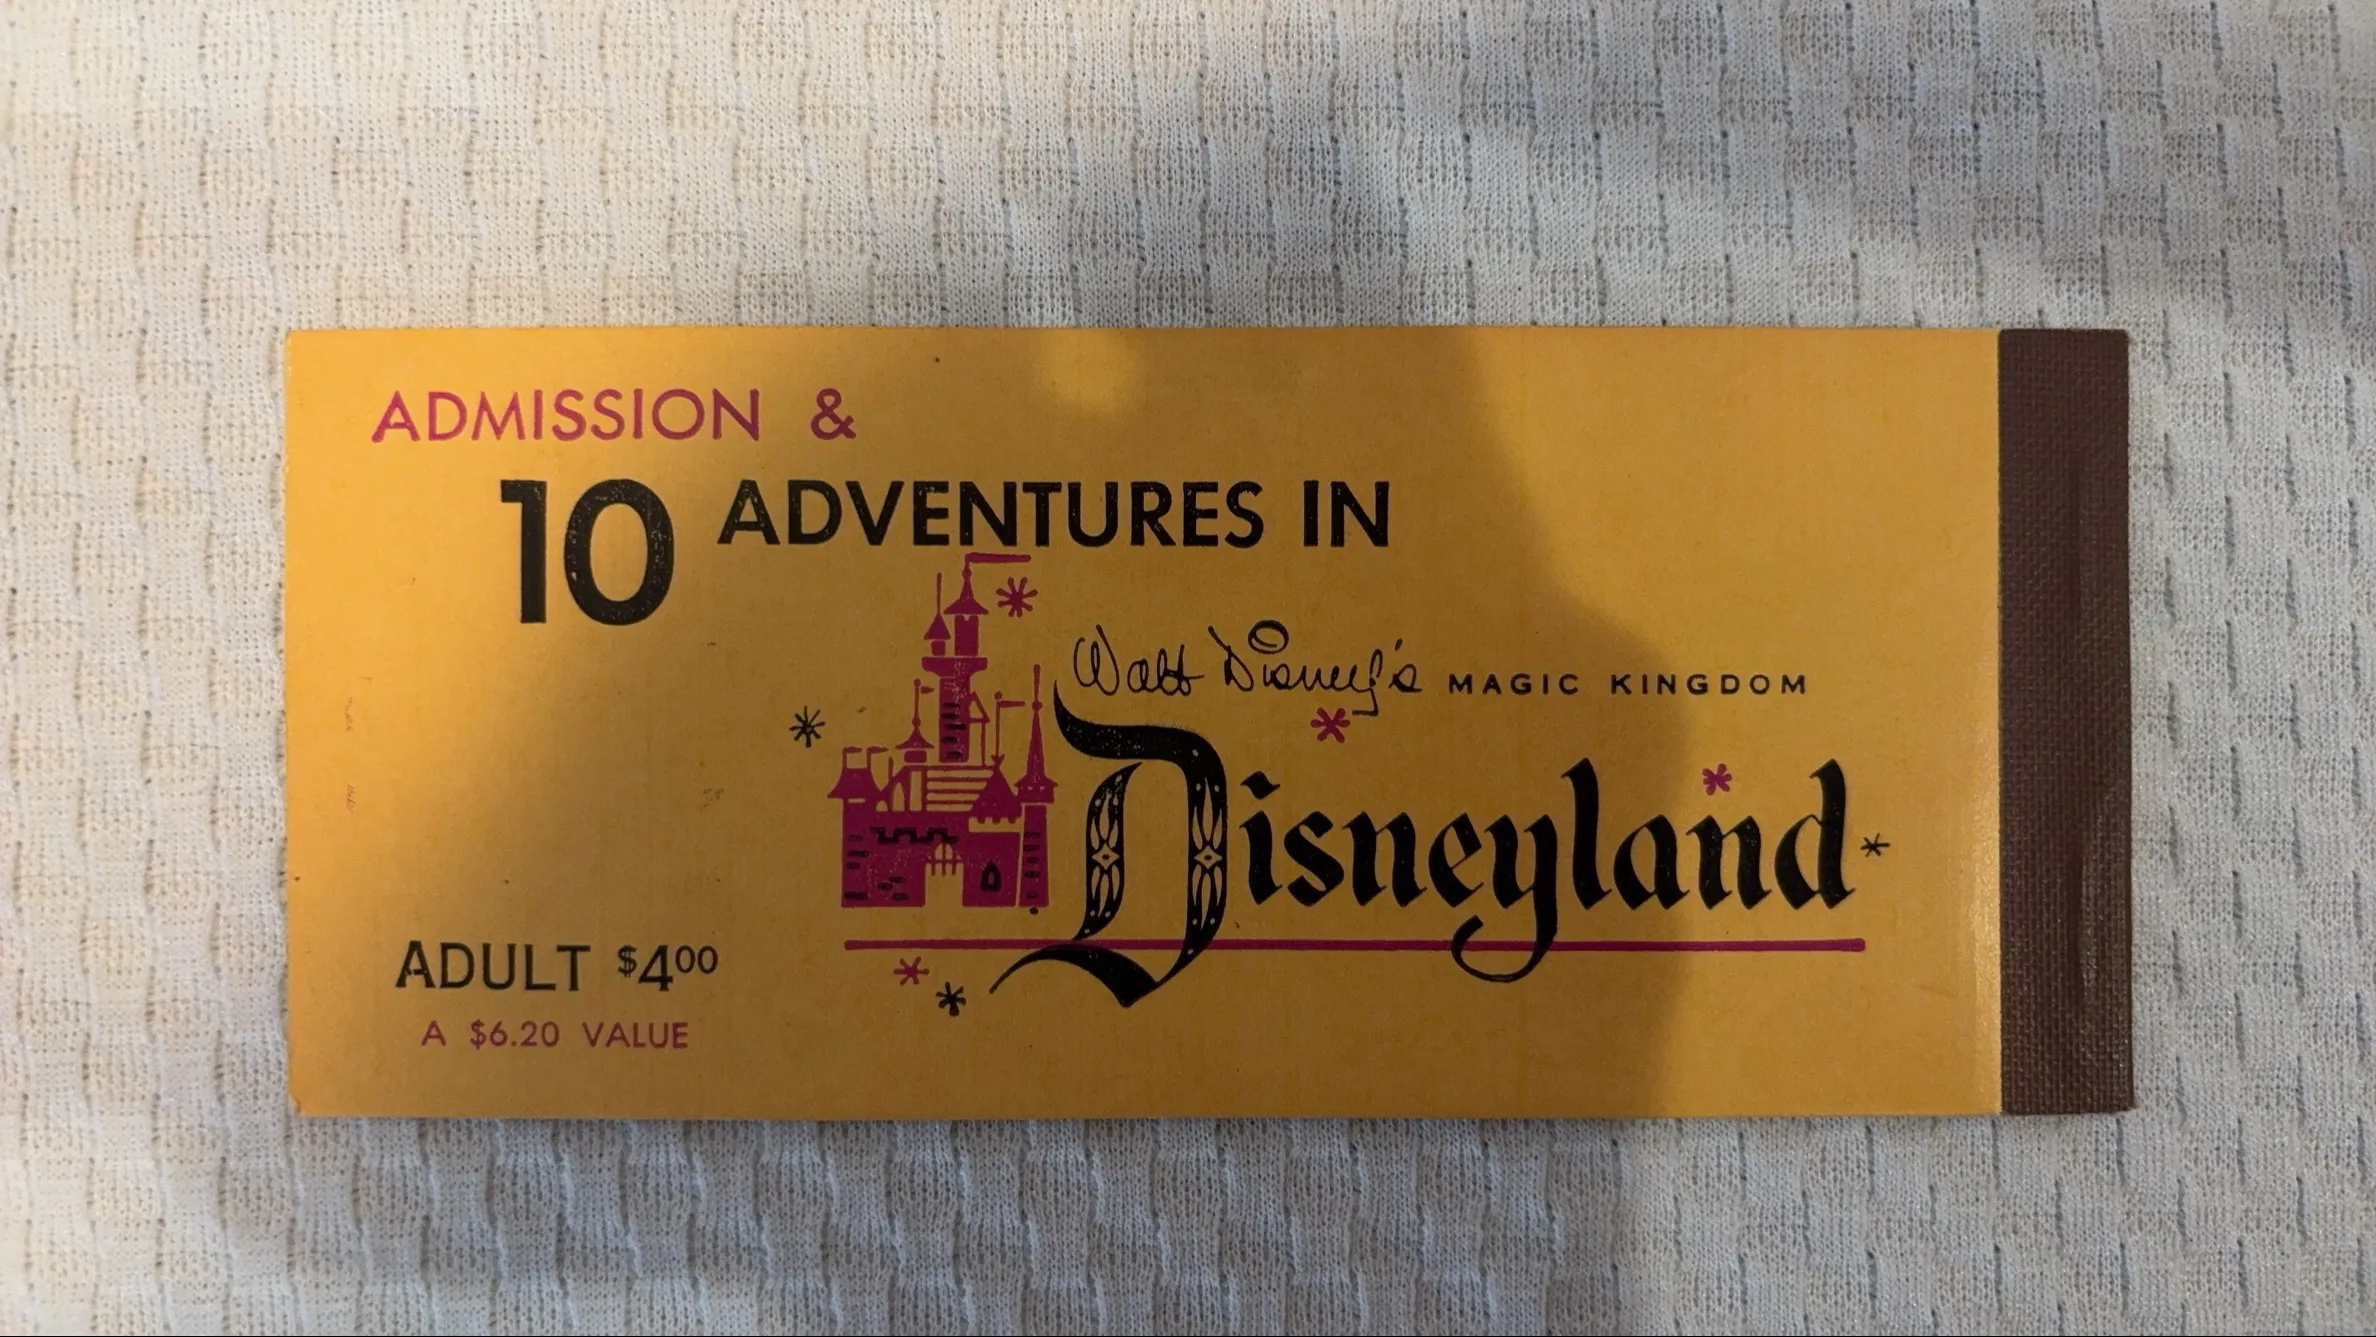 ADMISSION &
10 ADVENTURES IN
Walt Disney's MAGIC KINGDOM
Disneyland
ADULT $4.00
A $6.20 VALUE